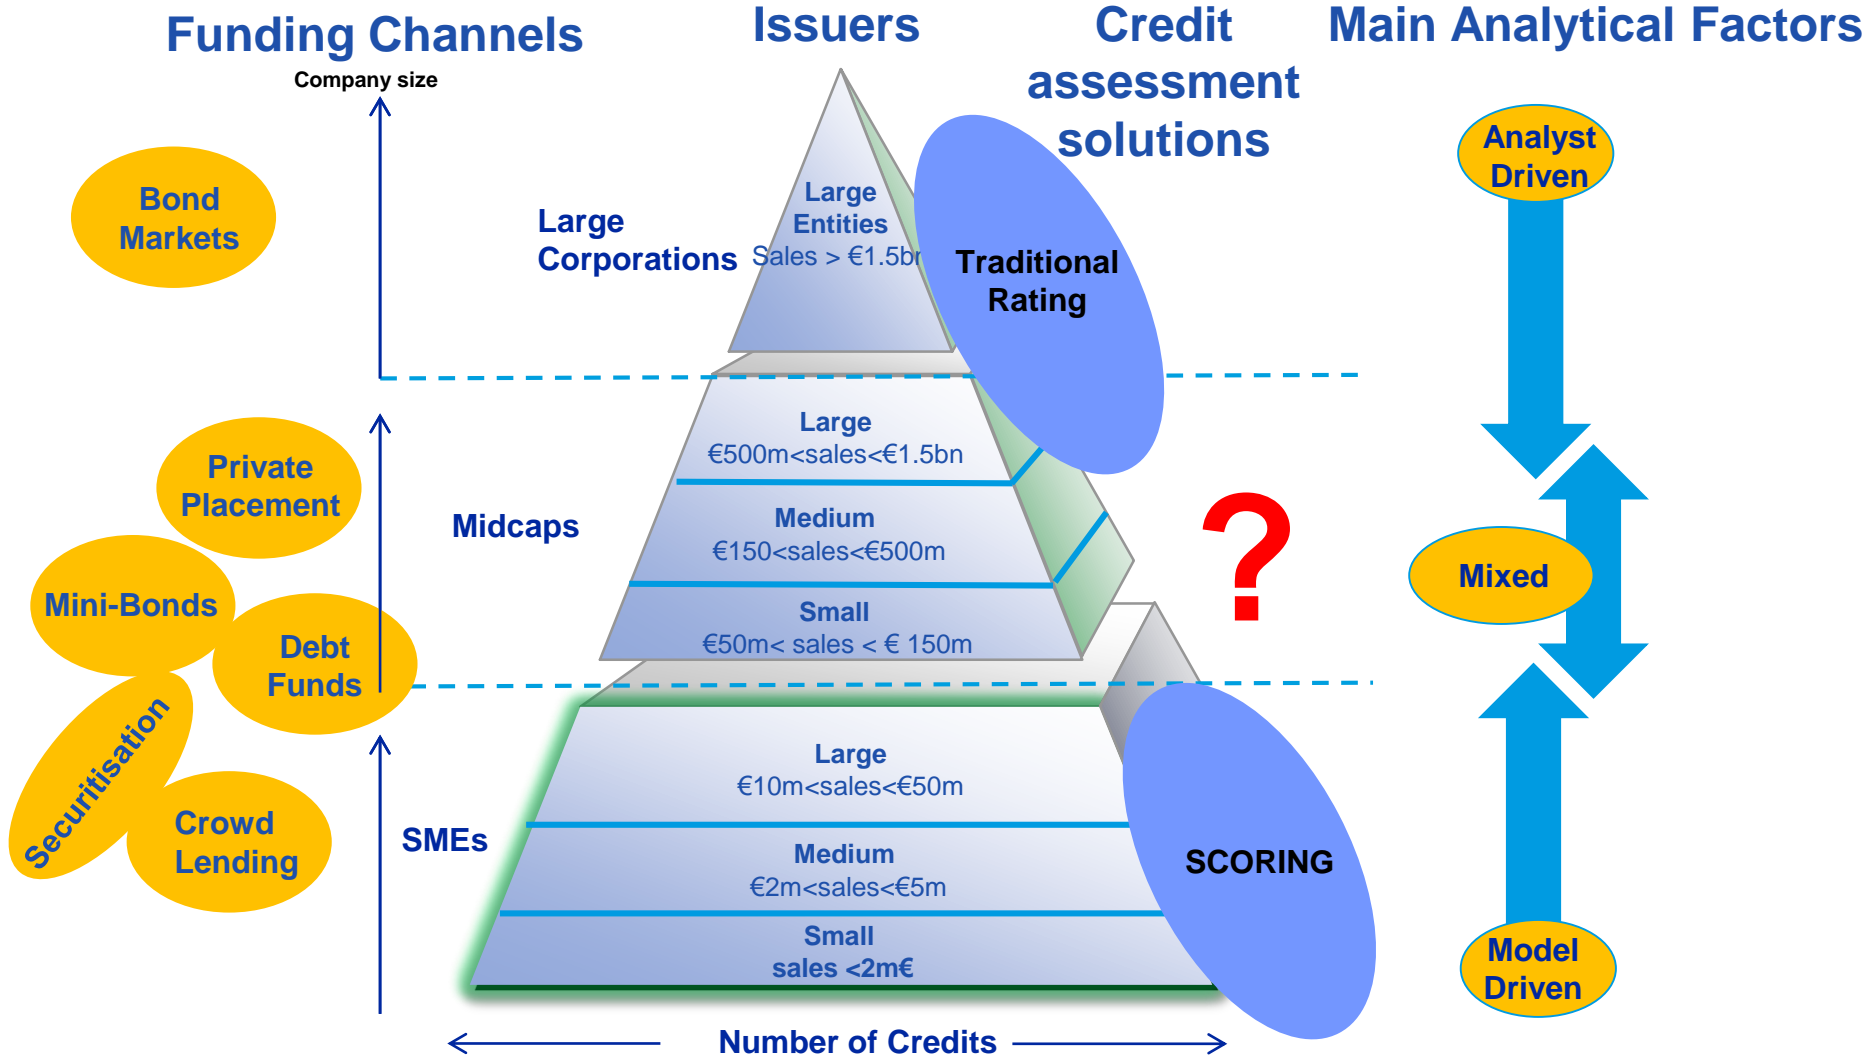 Funding Channels
Issuers
Credit
assessment
solutions
Main Analytical Factors
Company size
Bond
Markets
Large
Corporations
Large
Entities
Sales > €1.5bn
Traditional
Rating
Analyst
Driven
Private
Placement
Mini-Bonds
Debt
Funds
Midcaps
Large
€500m<sales<€1.5bn
Medium
€150<sales<€500m
Small
€50m< sales < € 150m
?
Mixed
Securitisation
Crowd
Lending
SMEs
Large
€10m<sales<€50m
Medium
€2m<sales<€5m
Small
sales <2m€
SCORING
Model
Driven
Number of Credits